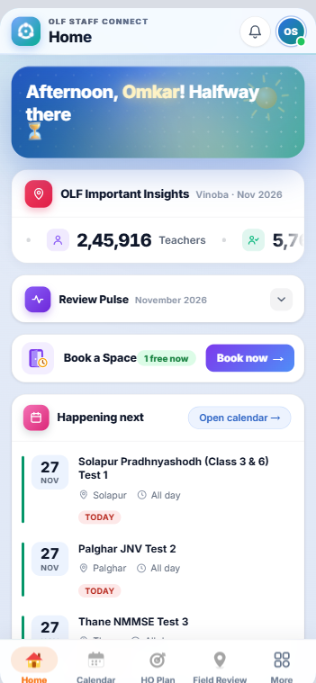 OLF STAFF CONNECT
Home
OS
Afternoon, Omkar! Halfway
there
OLF Important Insights Vinoba · Nov 2026
2,45,916 Teachers
5,7
Review Pulse November 2026
Book a Space 1 free now Book now →
Happening next Open calendar →
27 NOV
Solapur Pradhnyashodh (Class 3 & 6)
Test 1
Solapur All day
TODAY
27 NOV
Palghar JNV Test 2
Palghar All day
TODAY
27 NOV
Thane NMMSE Test 3
Home Calendar HO Plan Field Review More